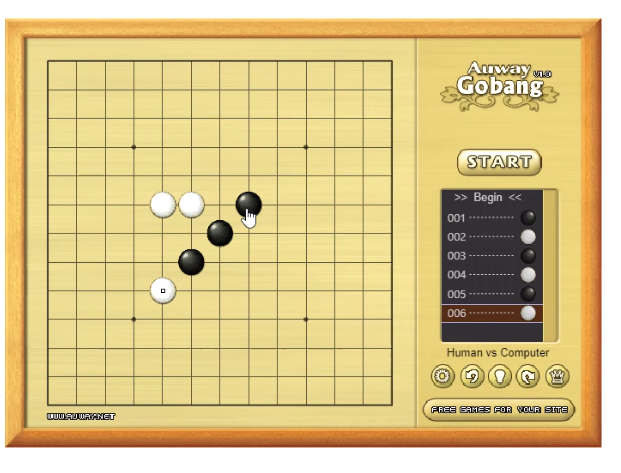 Auway V1.0
Gobang
START
>> Begin <<
001 ----------
002 ----------
003 ----------
004 ----------
005 ----------
006 ----------
Human vs Computer
WWW.AUWAY.NET
FREE GAMES FOR YOUR SITE